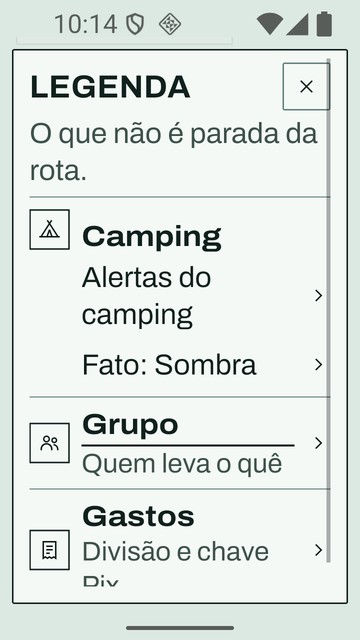 10:14
LEGENDA
O que não é parada da
rota.
Camping
Alertas do
camping
Fato: Sombra
Grupo
Quem leva o quê
Gastos
Divisão e chave
Pix